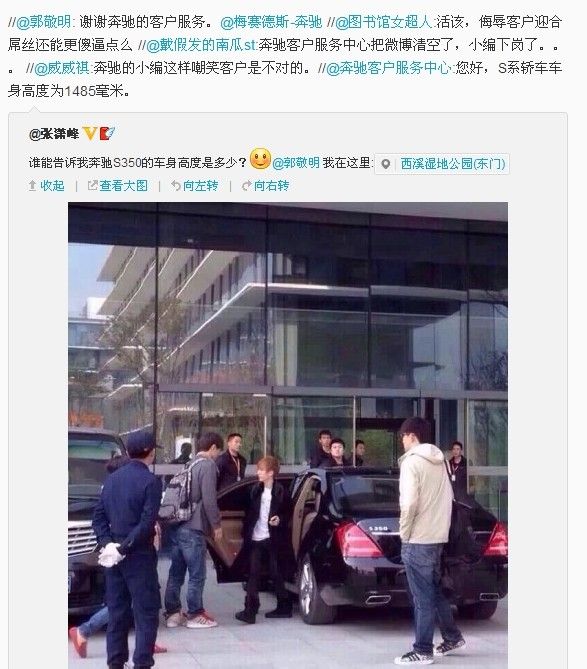 //@郭敬明: 谢谢奔驰的客户服务。@梅赛德斯-奔驰 //@图书馆女超人:活该，侮辱客户迎合
屌丝还能更傻逼点么 //@戴假发的南瓜st:奔驰客户服务中心把微博清空了，小编下岗了。。
。 //@威威祺:奔驰的小编这样嘲笑客户是不对的。//@奔驰客户服务中心:您好，S系轿车车
身高度为1485毫米。
@张潇峰
谁能告诉我奔驰S350的车身高度是多少？ @郭敬明 我在这里: 西溪湿地公园(东门)
收起 | 查看大图 | 向左转 | 向右转
S 350